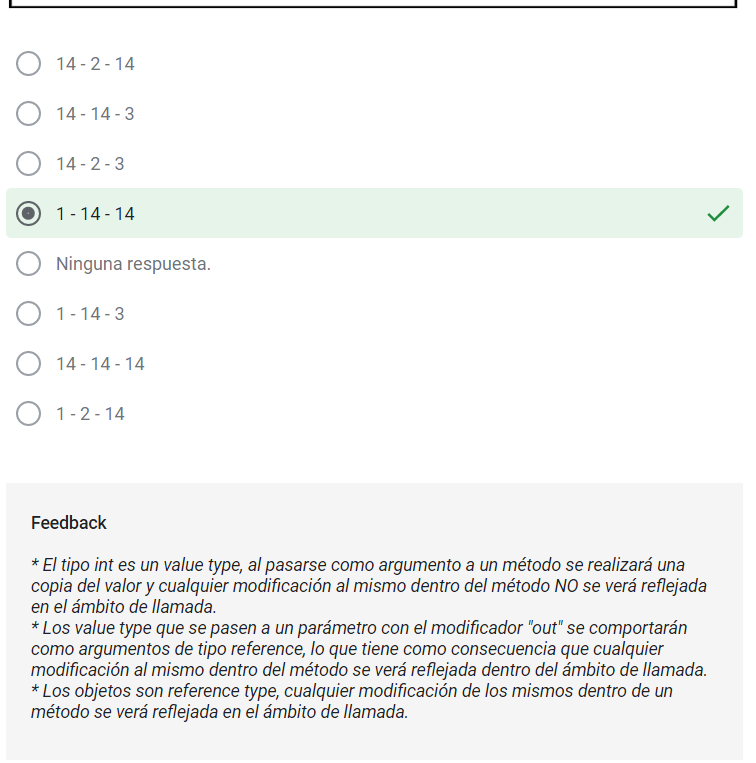 14 - 2 - 14
14 - 14 - 3
14 - 2 - 3
1 - 14 - 14
Ninguna respuesta.
1 - 14 - 3
14 - 14 - 14
1 - 2 - 14
Feedback
* El tipo int es un value type, al pasarse como argumento a un método se realizará una
copia del valor y cualquier modificación al mismo dentro del método NO se verá reflejada
en el ámbito de llamada.
* Los value type que se pasen a un parámetro con el modificador "out" se comportarán
como argumentos de tipo reference, lo que tiene como consecuencia que cualquier
modificación al mismo dentro del método se verá reflejada dentro del ámbito de llamada.
* Los objetos son reference type, cualquier modificación de los mismos dentro de un
método se verá reflejada en el ámbito de llamada.